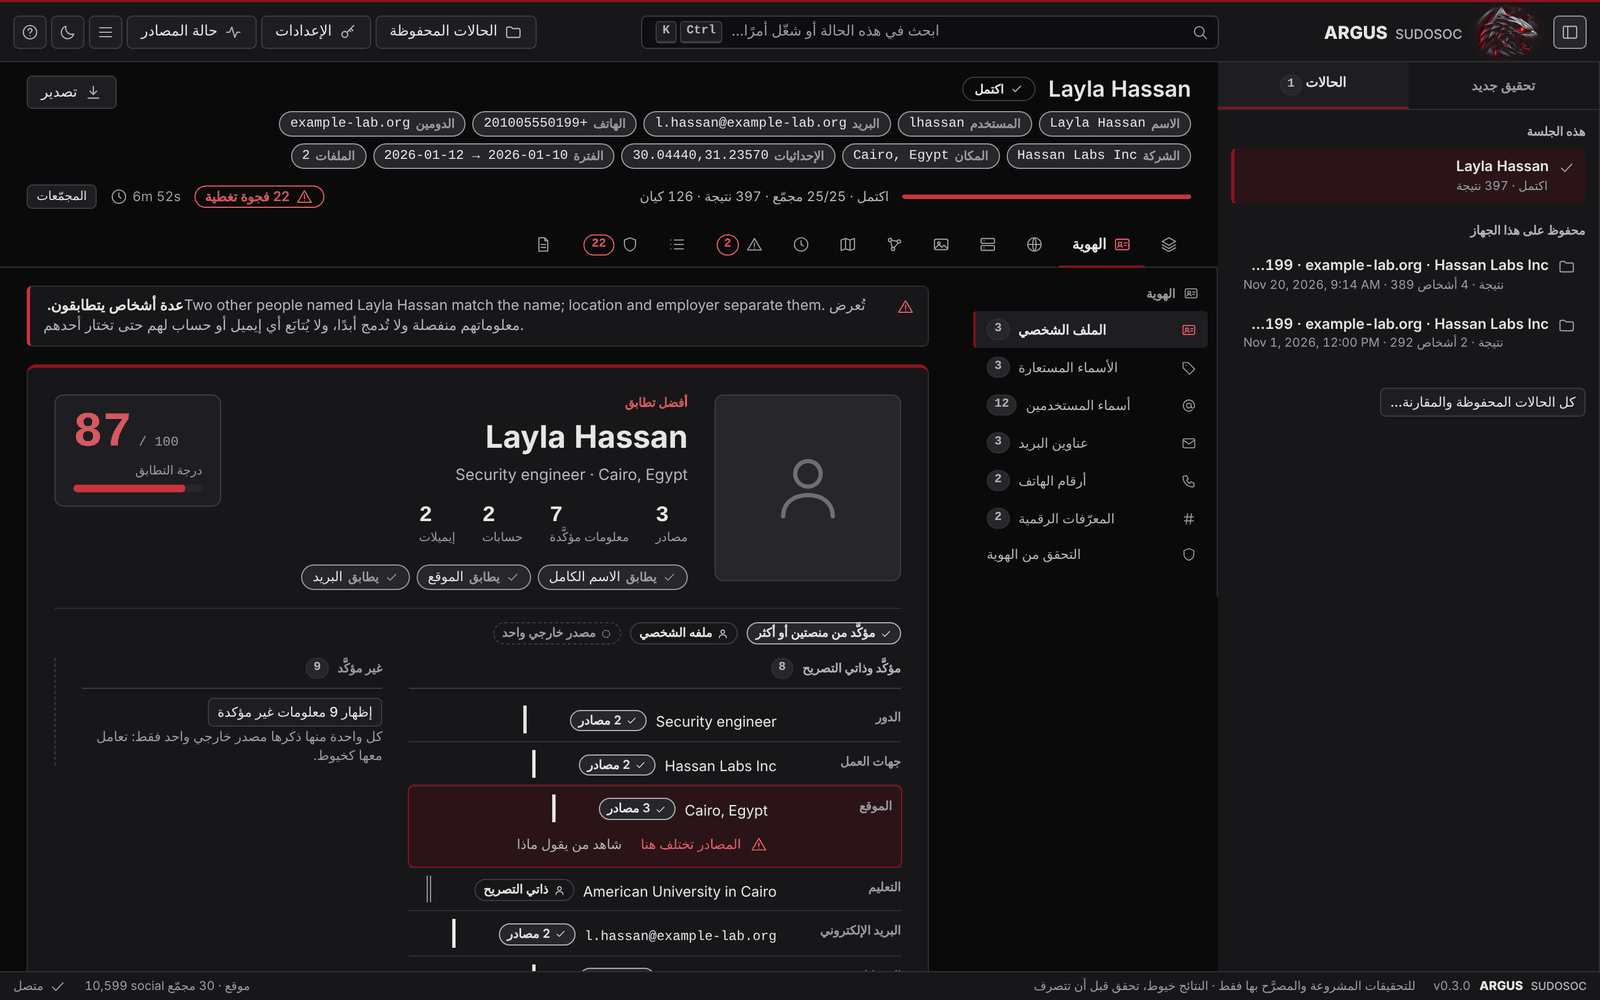 ARGUS SUDOSOC
ابحث في هذه الحالة أو شغّل أمرًا... Ctrl K
الحالات المحفوظة
الإعدادات
حالة المصادر
تحقيق جديد
الحالات 1
هذه الجلسة
Layla Hassan
اكتمل · 397 نتيجة
محفوظ على هذا الجهاز
...199 · example-lab.org · Hassan Labs Inc
Nov 20, 2026, 9:14 AM · 389 نتيجة · 4 أشخاص
...199 · example-lab.org · Hassan Labs Inc
Nov 1, 2026, 12:00 PM · 292 نتيجة · 2 أشخاص
كل الحالات المحفوظة والمقارنة...
Layla Hassan اكتمل
تصدير
الاسم Layla Hassan
المستخدم lhassan
البريد l.hassan@example-lab.org
الهاتف +201005550199
الدومين example-lab.org
الشركة Hassan Labs Inc
المكان Cairo, Egypt
الإحداثيات 30.04440,31.23570
الفترة 2026-01-10 → 2026-01-12
الملفات 2
اكتمل · 25/25 مجمّع · 397 نتيجة · 126 كيان
22 فجوة تغطية
6m 52s
المجمّعات
الهوية
2
22
الهوية
الملف الشخصي 3
الأسماء المستعارة 3
أسماء المستخدمين 12
عناوين البريد 3
أرقام الهاتف 2
المعرّفات الرقمية 2
التحقق من الهوية
عدة أشخاص يتطابقون. Two other people named Layla Hassan match the name; location and employer separate them. تُعرض
معلوماتهم منفصلة ولا تُدمج أبدًا، ولا يُتابَع أي إيميل أو حساب لهم حتى تختار أحدهم.
أفضل تطابق
Layla Hassan
Security engineer · Cairo, Egypt
3 مصادر
7 معلومات مؤكَّدة
2 حسابات
2 إيميلات
يطابق الاسم الكامل
يطابق الموقع
يطابق البريد
87 / 100
درجة التطابق
مؤكَّد من منصتين أو أكثر
ملفه الشخصي
مصدر خارجي واحد
مؤكَّد وذاتي التصريح 8
الدور Security engineer 2 مصادر
جهات العمل Hassan Labs Inc 2 مصادر
الموقع Cairo, Egypt 3 مصادر
المصادر تختلف هنا شاهد من يقول ماذا
التعليم American University in Cairo ذاتي التصريح
البريد الإلكتروني l.hassan@example-lab.org 2 مصادر
غير مؤكَّد 9
إظهار 9 معلومات غير مؤكدة
كل واحدة منها ذكرها مصدر خارجي واحد فقط: تعامل
معها كخيوط.
SUDOSOC ARGUS v0.3.0
للتحقيقات المشروعة والمصرَّح بها فقط · النتائج خيوط، تحقق قبل أن تتصرف
10,599 social موقع · 30 مجمّع
متصل